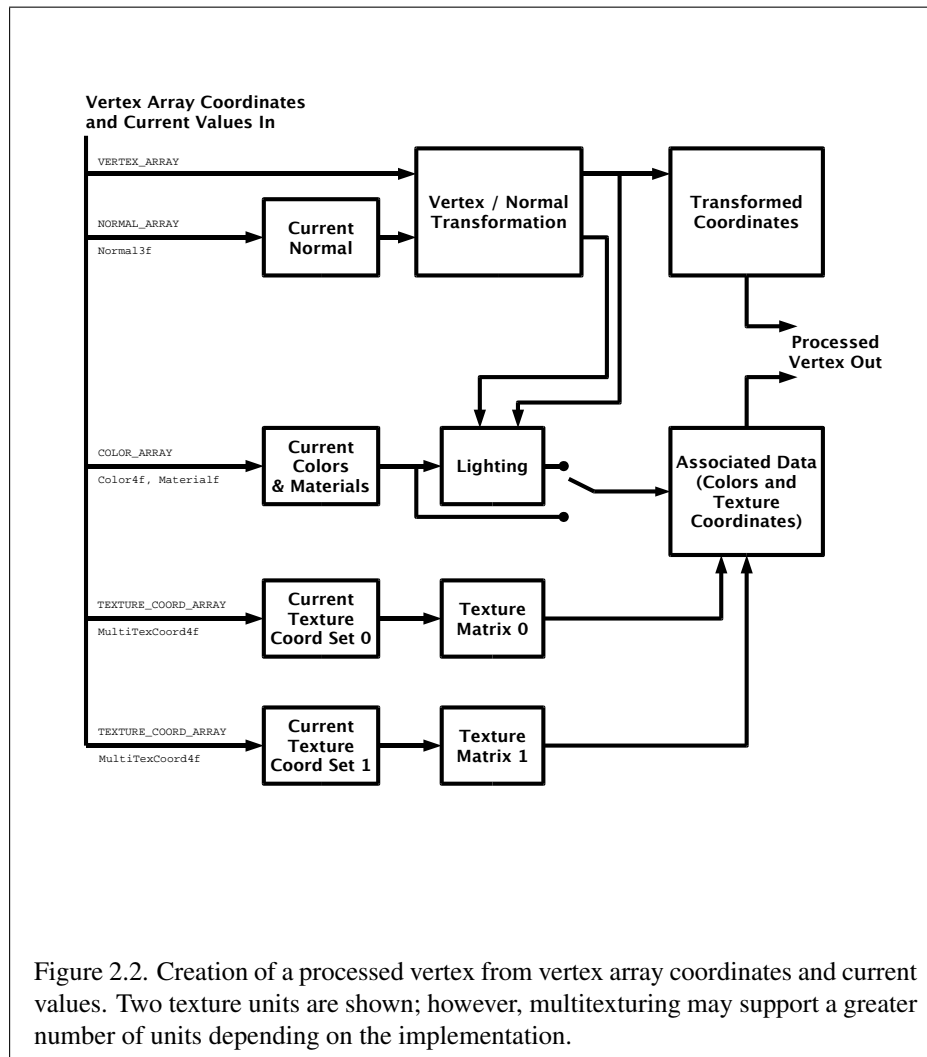 Vertex Array Coordinates
and Current Values In
VERTEX_ARRAY
Vertex / Normal
Transformation
Transformed
Coordinates
NORMAL_ARRAY
Normal3f
Current
Normal
Processed
Vertex Out
COLOR_ARRAY
Color4f, Materialf
Current
Colors
& Materials
Lighting
Associated Data
(Colors and
Texture
Coordinates)
TEXTURE_COORD_ARRAY
MultiTexCoord4f
Current
Texture
Coord Set 0
Texture
Matrix 0
TEXTURE_COORD_ARRAY
MultiTexCoord4f
Current
Texture
Coord Set 1
Texture
Matrix 1
Figure 2.2. Creation of a processed vertex from vertex array coordinates and current
values. Two texture units are shown; however, multitexturing may support a greater
number of units depending on the implementation.